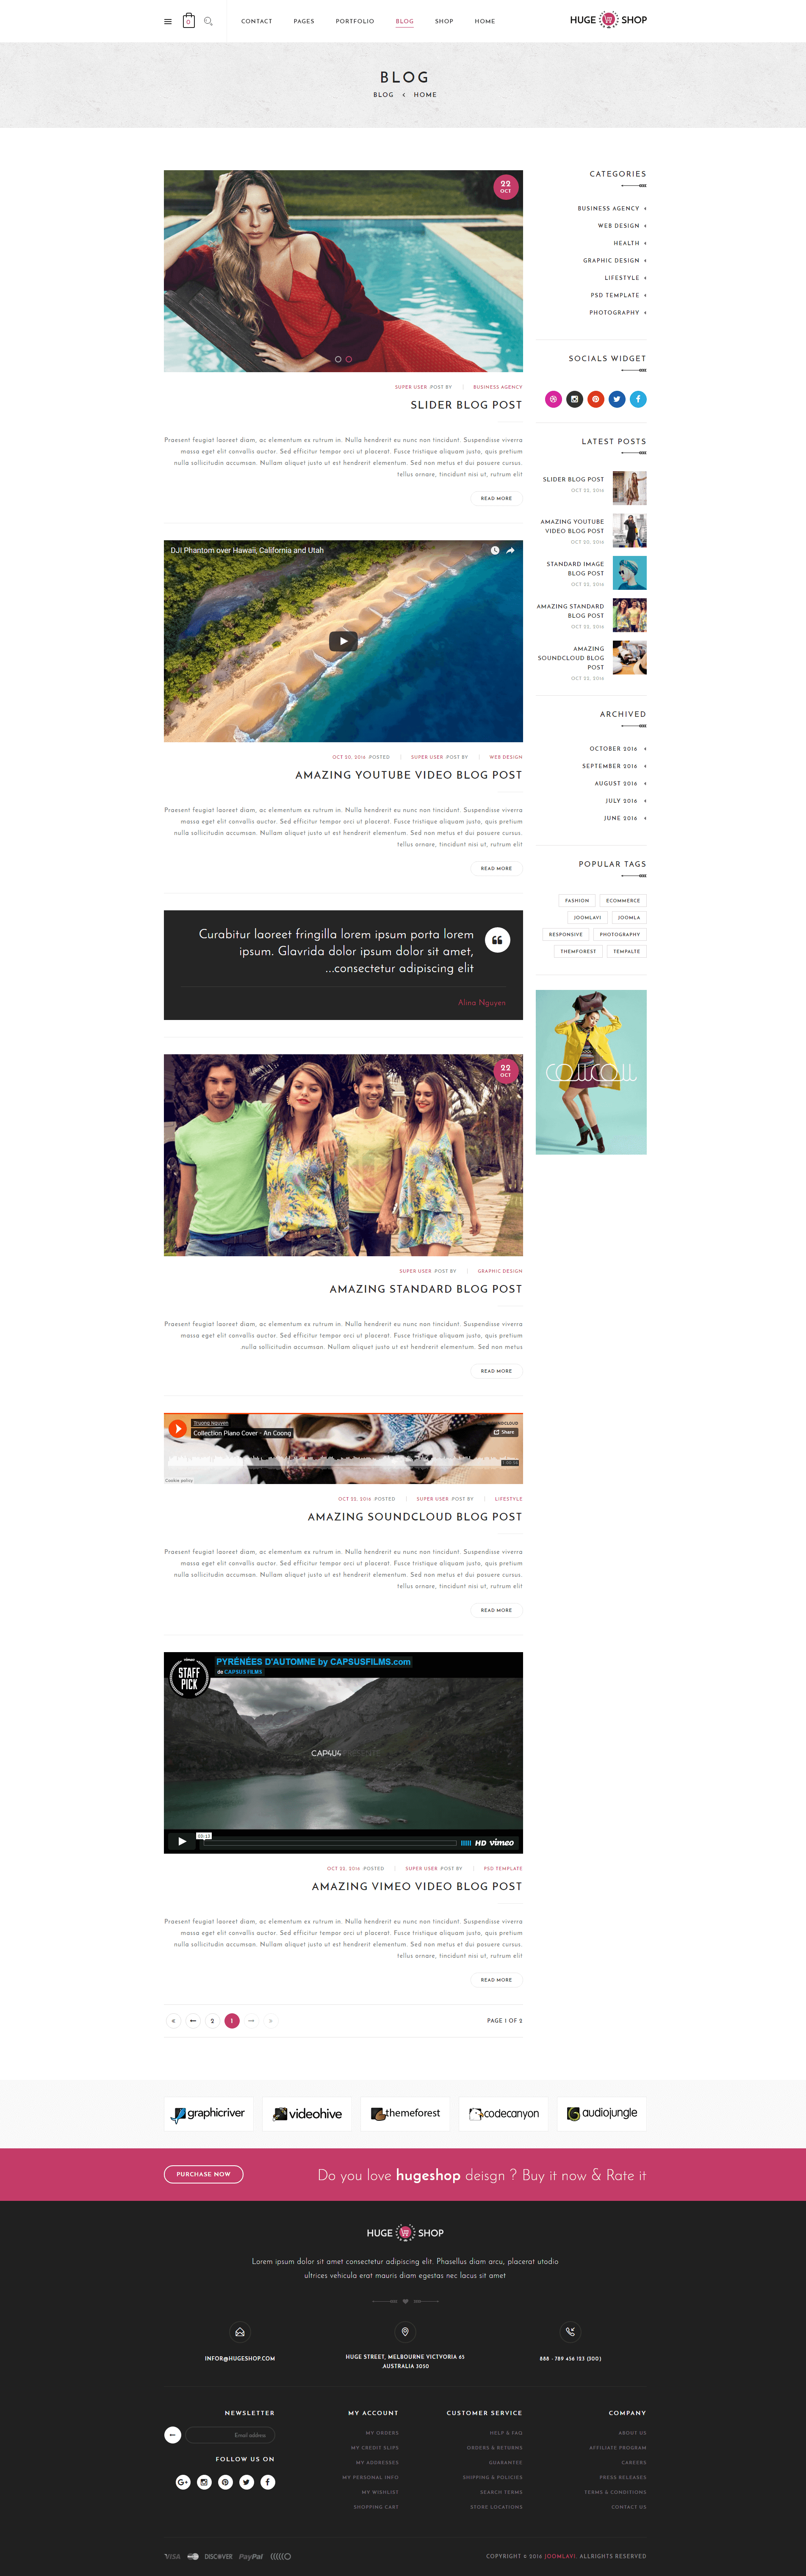 HUGE SHOP
HOME
SHOP
BLOG
PORTFOLIO
PAGES
CONTACT
0
BLOG
BLOG < HOME
22
OCT
SUPER USER POST BY | BUSINESS AGENCY
SLIDER BLOG POST
Praesent feugiat laoreet diam, ac elementum ex rutrum in. Nulla hendrerit eu nunc non tincidunt. Suspendisse viverra
massa eget elit convallis auctor. Sed efficitur tempor orci ut placerat. Fusce tristique aliquam justo, quis pretium
nulla sollicitudin accumsan. Nullam aliquet justo ut est hendrerit elementum. Sed non metus et dui posuere cursus.
tellus ornare, tincidunt nisi ut, rutrum elit
READ MORE
DJI Phantom over Hawaii, California and Utah
OCT 20, 2016 POSTED | SUPER USER POST BY | WEB DESIGN
AMAZING YOUTUBE VIDEO BLOG POST
Praesent feugiat laoreet diam, ac elementum ex rutrum in. Nulla hendrerit eu nunc non tincidunt. Suspendisse viverra
massa eget elit convallis auctor. Sed efficitur tempor orci ut placerat. Fusce tristique aliquam justo, quis pretium
nulla sollicitudin accumsan. Nullam aliquet justo ut est hendrerit elementum. Sed non metus et dui posuere cursus.
tellus ornare, tincidunt nisi ut, rutrum elit
READ MORE
Curabitur laoreet fringilla lorem ipsum porta lorem
ipsum. Glavrida dolor ipsum dolor sit amet,
...consectetur adipiscing elit
Alina Nguyen
22
OCT
SUPER USER POST BY | GRAPHIC DESIGN
AMAZING STANDARD BLOG POST
Praesent feugiat laoreet diam, ac elementum ex rutrum in. Nulla hendrerit eu nunc non tincidunt. Suspendisse viverra
massa eget elit convallis auctor. Sed efficitur tempor orci ut placerat. Fusce tristique aliquam justo, quis pretium
nulla sollicitudin accumsan. Nullam aliquet justo ut est hendrerit elementum. Sed non metus
READ MORE
Truong Nguyen
Collection Piano Cover - An Coong
Share
Cookie policy
OCT 22, 2016 POSTED | SUPER USER POST BY | LIFESTYLE
AMAZING SOUNDCLOUD BLOG POST
Praesent feugiat laoreet diam, ac elementum ex rutrum in. Nulla hendrerit eu nunc non tincidunt. Suspendisse viverra
massa eget elit convallis auctor. Sed efficitur tempor orci ut placerat. Fusce tristique aliquam justo, quis pretium
nulla sollicitudin accumsan. Nullam aliquet justo ut est hendrerit elementum. Sed non metus et dui posuere cursus.
tellus ornare, tincidunt nisi ut, rutrum elit
READ MORE
vimeo
STAFF
PICK
PYRÉNÉES D'AUTOMNE by CAPSUSFILMS.com
de CAPSUS FILMS
CAP4U4
03:13
HD vimeo
OCT 22, 2016 POSTED | SUPER USER POST BY | PSD TEMPLATE
AMAZING VIMEO VIDEO BLOG POST
Praesent feugiat laoreet diam, ac elementum ex rutrum in. Nulla hendrerit eu nunc non tincidunt. Suspendisse viverra
massa eget elit convallis auctor. Sed efficitur tempor orci ut placerat. Fusce tristique aliquam justo, quis pretium
nulla sollicitudin accumsan. Nullam aliquet justo ut est hendrerit elementum. Sed non metus et dui posuere cursus.
tellus ornare, tincidunt nisi ut, rutrum elit
READ MORE
« 2 1 »
PAGE 1 OF 2
CATEGORIES
BUSINESS AGENCY
WEB DESIGN
HEALTH
GRAPHIC DESIGN
LIFESTYLE
PSD TEMPLATE
PHOTOGRAPHY
SOCIALS WIDGET
LATEST POSTS
SLIDER BLOG POST
OCT 22, 2016
AMAZING YOUTUBE
VIDEO BLOG POST
OCT 20, 2016
STANDARD IMAGE
BLOG POST
OCT 22, 2016
AMAZING STANDARD
BLOG POST
OCT 22, 2016
AMAZING
SOUNDCLOUD BLOG
POST
OCT 22, 2016
ARCHIVED
OCTOBER 2016
SEPTEMBER 2016
AUGUST 2016
JULY 2016
JUNE 2016
POPULAR TAGS
FASHION ECOMMERCE
JOOMLAVI JOOMLA
RESPONSIVE PHOTOGRAPHY
THEMFOREST TEMPALTE
graphicriver
videohive
themeforest
codecanyon
audiojungle
PURCHASE NOW
Do you love hugeshop deisgn ? Buy it now & Rate it
HUGE SHOP
Lorem ipsum dolor sit amet consectetur adipiscing elit. Phasellus diam arcu, placerat utodio
ultrices vehicula erat mauris diam egestas nec lacus sit amet
INFOR@HUGESHOP.COM
HUGE STREET, MELBOURNE VICTVORIA 65
AUSTRALIA 3050
888 - 789 456 123 (300)
NEWSLETTER
Email address
FOLLOW US ON
MY ACCOUNT
MY ORDERS
MY CREDIT SLIPS
MY ADDRESSES
MY PERSONAL INFO
MY WISHLIST
SHOPPING CART
CUSTOMER SERVICE
HELP & FAQ
ORDERS & RETURNS
GUARANTEE
SHIPPING & POLICIES
SEARCH TERMS
STORE LOCATIONS
COMPANY
ABOUT US
AFFILIATE PROGRAM
CAREERS
PRESS RELEASES
TERMS & CONDITIONS
CONTACT US
VISA DISCOVER PayPal
COPYRIGHT © 2016 JOOMLAVI. ALLRIGHTS RESERVED